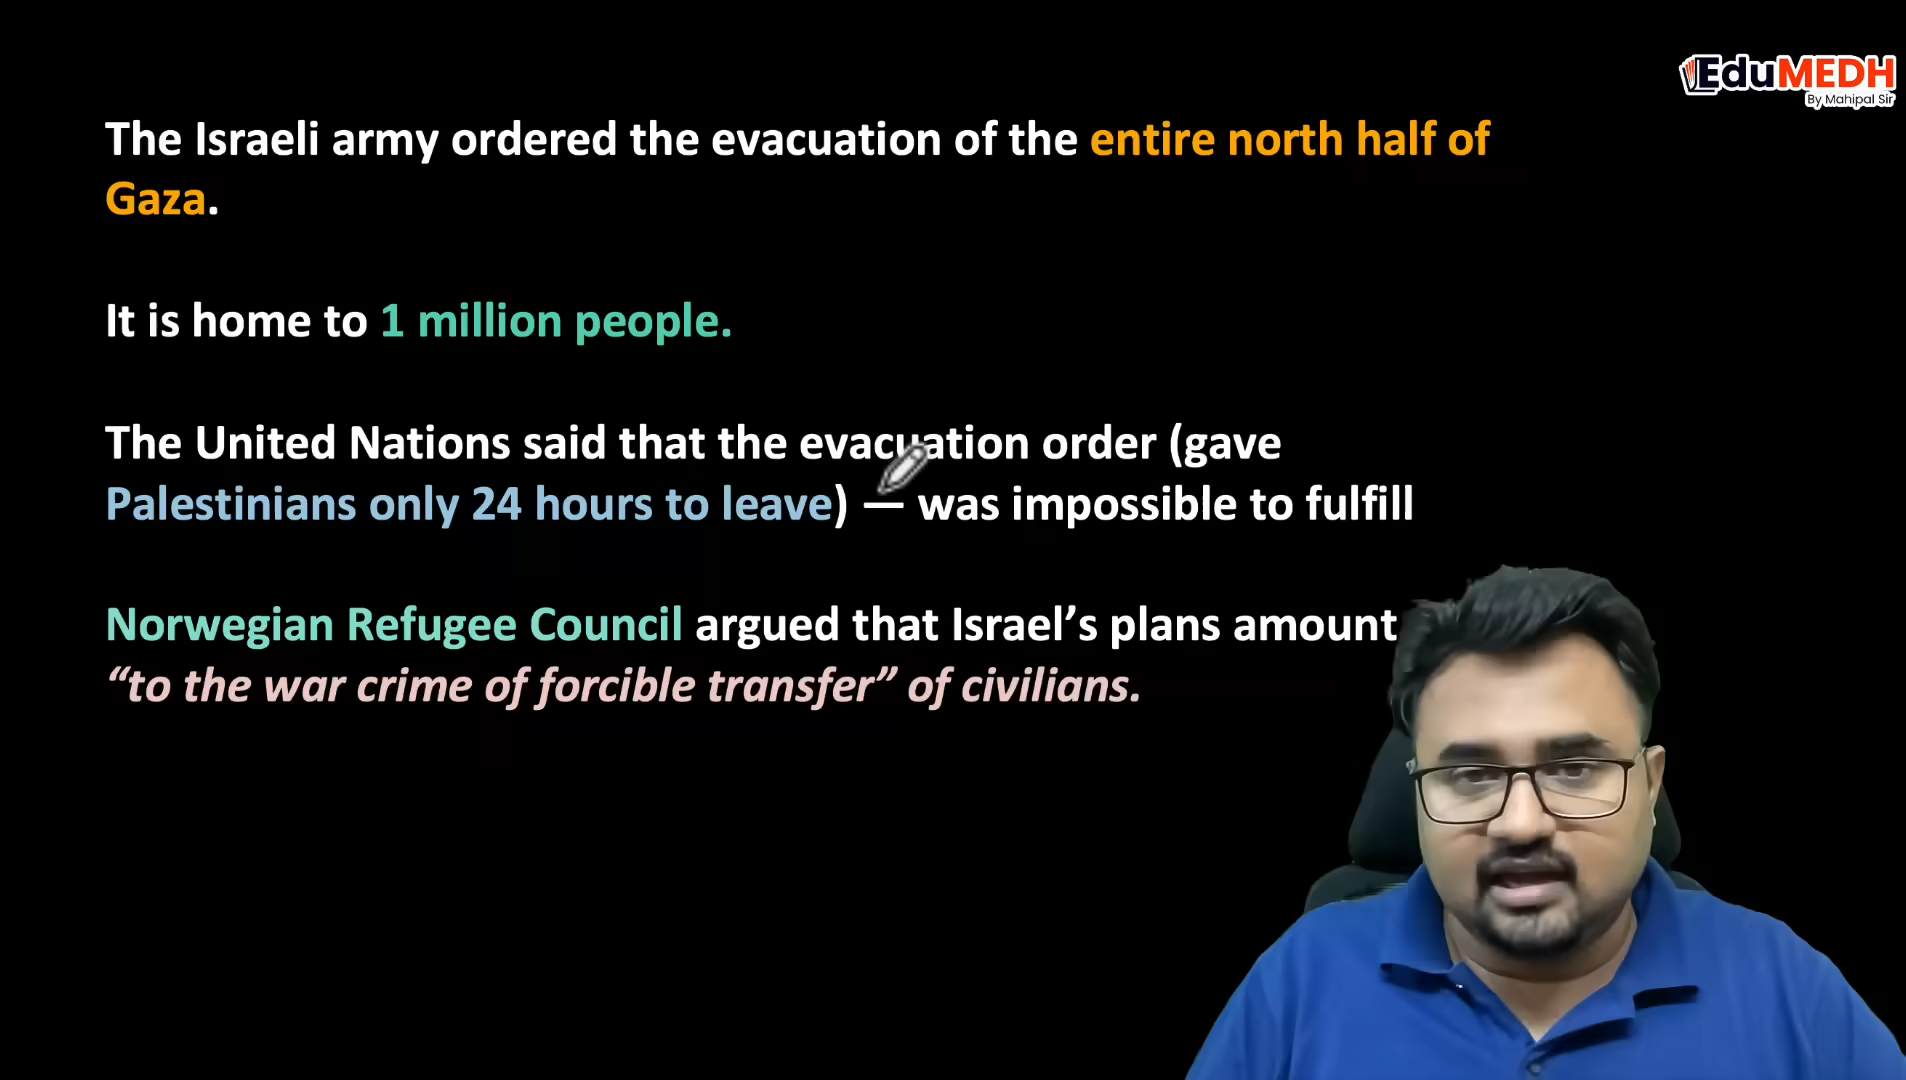 EduMEDH
By Mahipal Sir
The Israeli army ordered the evacuation of the entire north half of
Gaza.
It is home to 1 million people.
The United Nations said that the evacuation order (gave
Palestinians only 24 hours to leave) — was impossible to fulfill
Norwegian Refugee Council argued that Israel’s plans amount
“to the war crime of forcible transfer” of civilians.